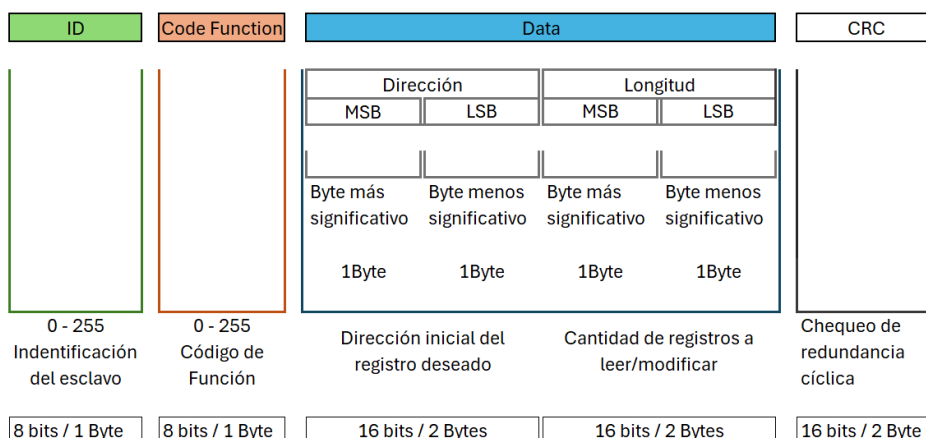 ID
Code Function
Data
CRC
Dirección
Longitud
MSB
LSB
MSB
LSB
Byte más
significativo
Byte menos
significativo
Byte más
significativo
Byte menos
significativo
1Byte
1Byte
1Byte
1Byte
0 - 255
Indentificación
del esclavo
0 - 255
Código de
Función
Dirección inicial del
registro deseado
Cantidad de registros a
leer/modificar
Chequeo de
redundancia
cíclica
8 bits / 1 Byte
8 bits / 1 Byte
16 bits / 2 Bytes
16 bits / 2 Bytes
16 bits / 2 Byte